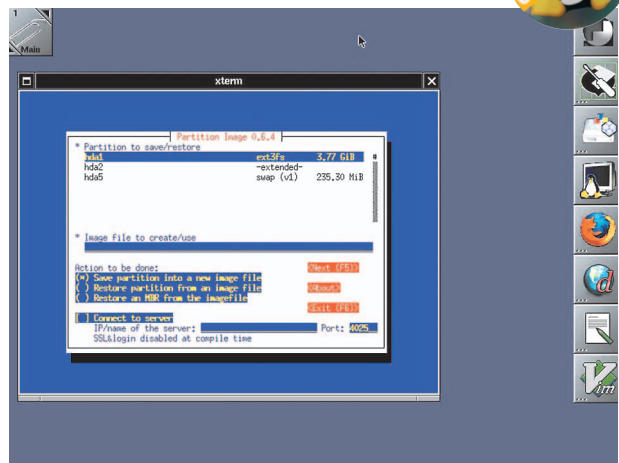 1
Main
xterm
Partition Image 0.6.4
* Partition to save/restore
hda1 ext3fs 3.77 GiB
hda2 -extended-
hda5 swap (v1) 235.30 MiB
* Image file to create/use
Action to be done:
<Next (F5)>
(*) Save partition into a new image file
( ) Restore partition from an image file
<About>
( ) Restore an MBR from the imagefile
<Exit (F6)>
[ ] Connect to server
IP/name of the server: Port: 4025
SSL&login disabled at compile time
d
Vim